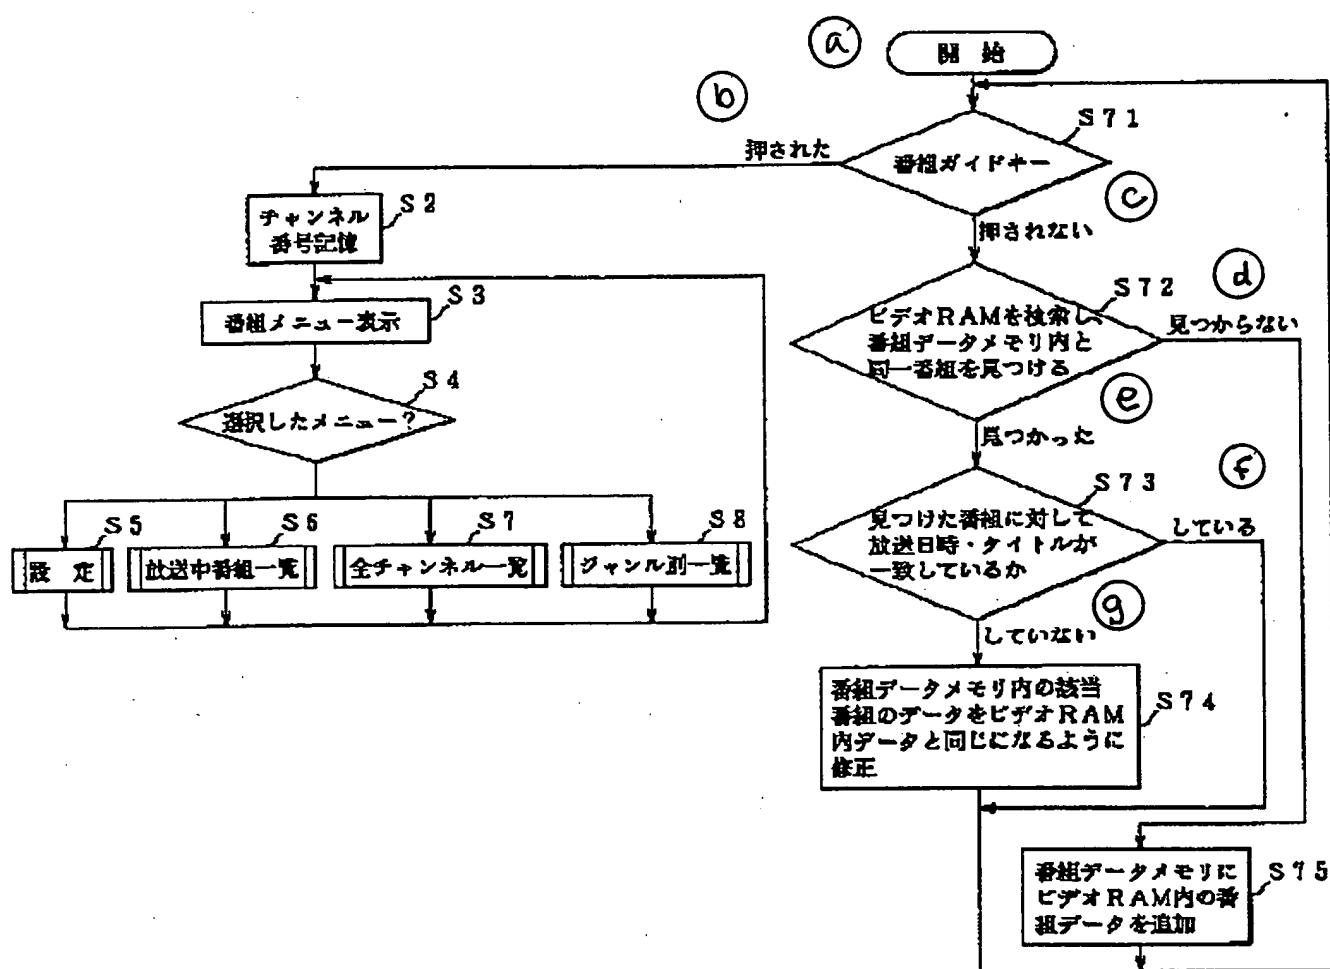 a
開 始
b
S71
押された
番組ガイドキー
c
S2
チャンネル
番号記憶
押されない
d
S72
S3
番組メニュー表示
ビデオRAMを検索し、
番組データメモリ内と
同一番組を見つける
見つからない
e
S4
選択したメニュー?
見つかった
f
S73
見つけた番組に対して
放送日時・タイトルが
一致しているか
している
S5
設 定
S6
放送中番組一覧
S7
全チャンネル一覧
S8
ジャンル別一覧
g
していない
番組データメモリ内の該当
番組のデータをビデオRAM
内データと同じになるように
修正
S74
番組データメモリに
ビデオRAM内の番
組データを追加
S75